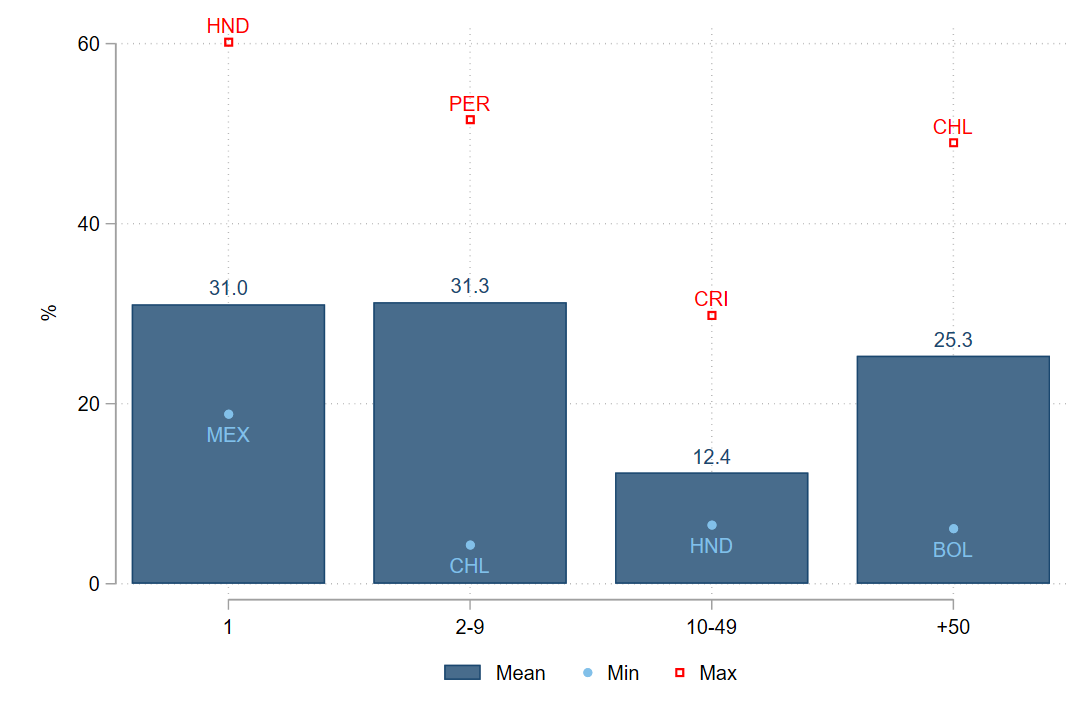 HND
60
PER
CHL
40
CRI
31.0
31.3
%
25.3
20
MEX
12.4
CHL
HND
BOL
0
1 2-9 10-49 +50
Mean Min Max